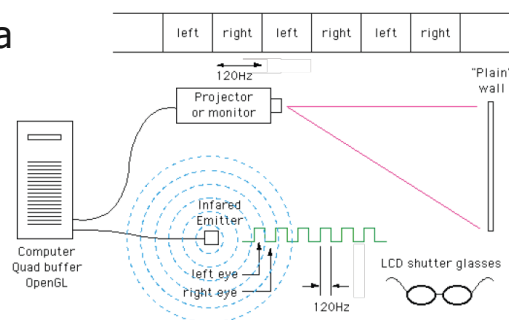 a
left right left right left right
120Hz
"Plain"
wall
Projector
or monitor
Infared
Emitter
Computer
Quad buffer
OpenGL
left eye
right eye
120Hz
LCD shutter glasses